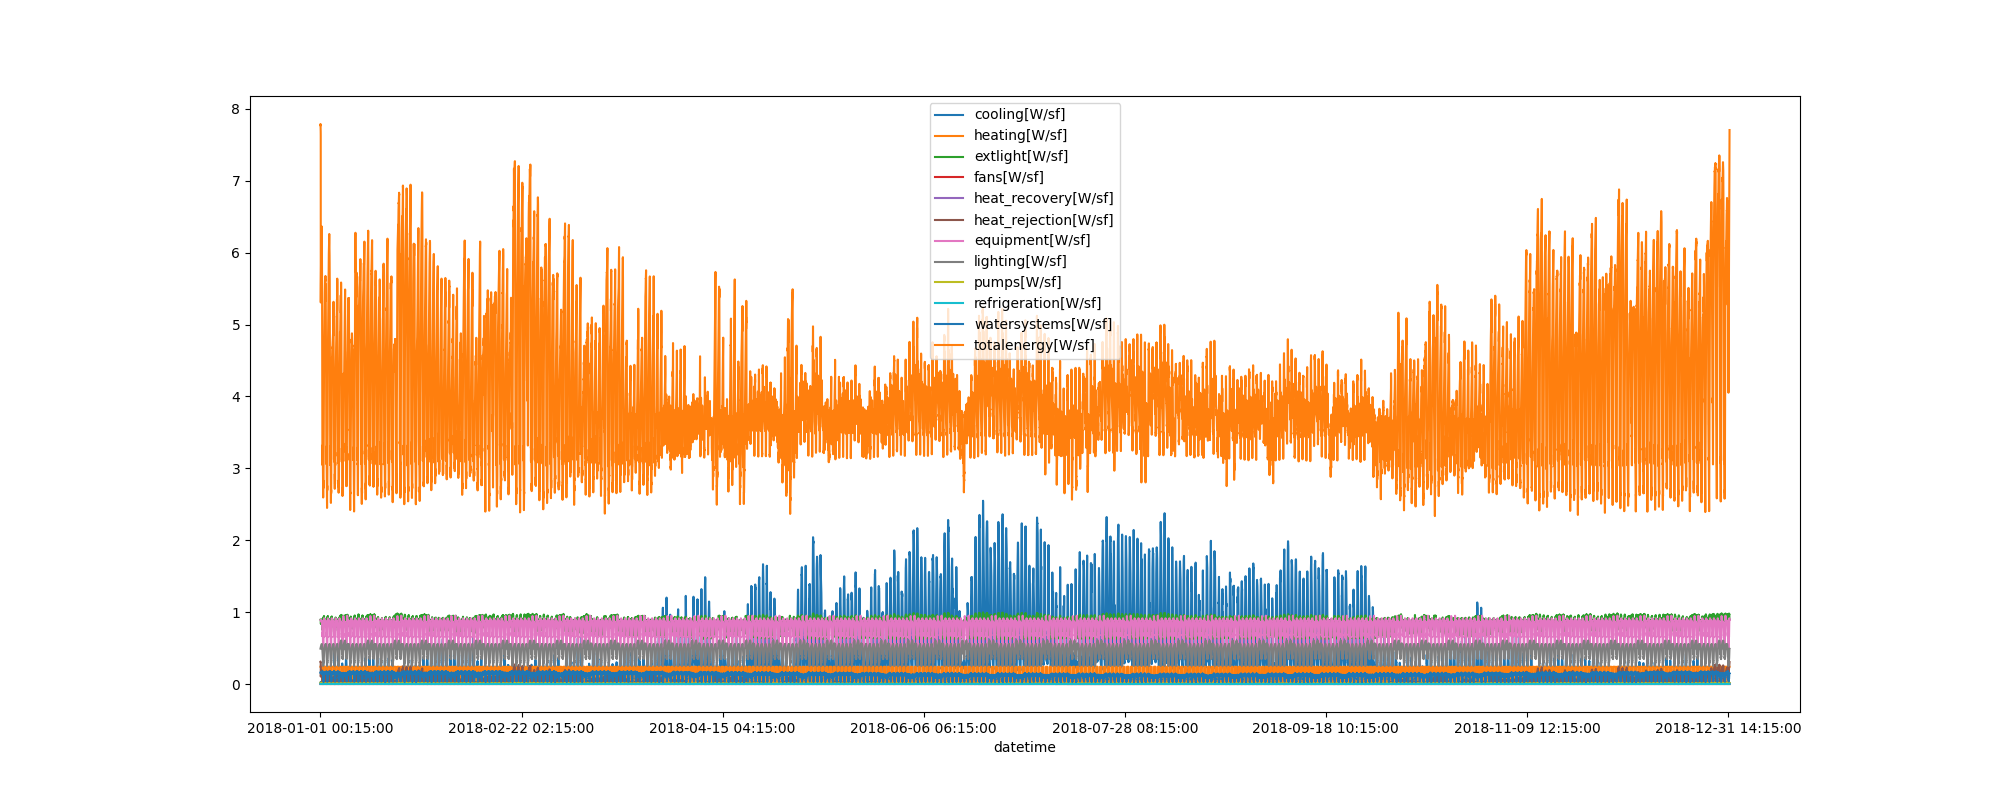 8
7
6
5
4
3
2
1
0
cooling[W/sf]
heating[W/sf]
extlight[W/sf]
fans[W/sf]
heat_recovery[W/sf]
heat_rejection[W/sf]
equipment[W/sf]
lighting[W/sf]
pumps[W/sf]
refrigeration[W/sf]
watersystems[W/sf]
totalenergy[W/sf]
2018-01-01 00:15:00 2018-02-22 02:15:00 2018-04-15 04:15:00 2018-06-06 06:15:00 2018-07-28 08:15:00 2018-09-18 10:15:00 2018-11-09 12:15:00 2018-12-31 14:15:00
datetime